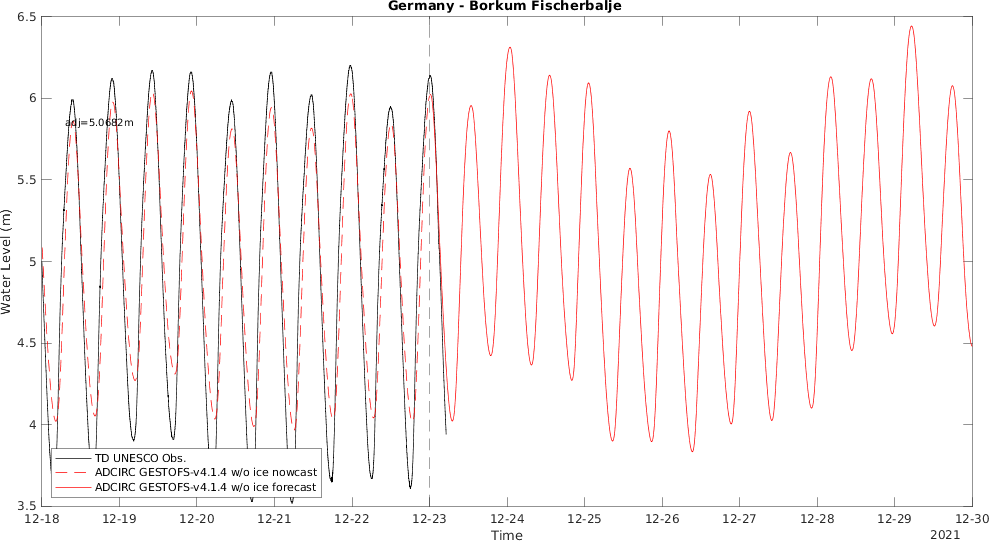 Germany - Borkum Fischerbalje
6.5
6
5.5
5
4.5
4
3.5
Water Level (m)
adj=5.0682m
TD UNESCO Obs.
ADCIRC GESTOFS-v4.1.4 w/o ice nowcast
ADCIRC GESTOFS-v4.1.4 w/o ice forecast
12-18 12-19 12-20 12-21 12-22 12-23 12-24 12-25 12-26 12-27 12-28 12-29 12-30
Time
2021